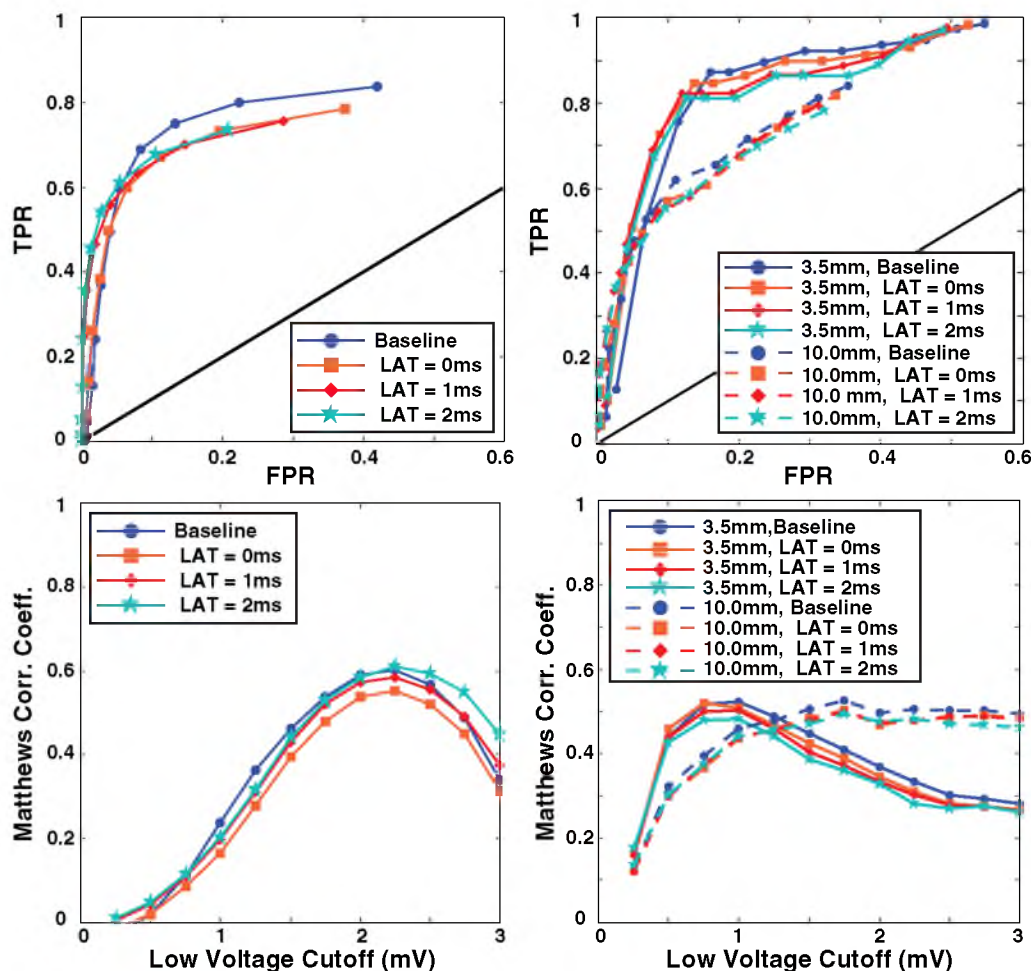 1
0.8
0.6
0.4
0.2
0
TPR
0.2
0.4
0.6
FPR
Baseline
LAT = 0ms
LAT = 1ms
LAT = 2ms
1
0.8
0.6
0.4
0.2
0
TPR
0
0.2
0.4
0.6
FPR
3.5mm, Baseline
3.5mm, LAT = 0ms
3.5mm, LAT = 1ms
3.5mm, LAT = 2ms
10.0mm, Baseline
10.0mm, LAT = 0ms
10.0 mm, LAT = 1ms
10.0mm, LAT = 2ms
1
0.8
0.6
0.4
0.2
0
Matthews Corr. Coeff.
0
1
2
3
Low Voltage Cutoff (mV)
Baseline
LAT = 0ms
LAT = 1ms
LAT = 2ms
1
0.8
0.6
0.4
0.2
0
Matthews Corr. Coeff.
0
1
2
3
Low Voltage Cutoff (mV)
3.5mm,Baseline
3.5mm, LAT = 0ms
3.5mm, LAT = 1ms
3.5mm, LAT = 2ms
10.0mm, Baseline
10.0mm, LAT = 0ms
10.0mm, LAT = 1ms
10.0mm, LAT = 2ms